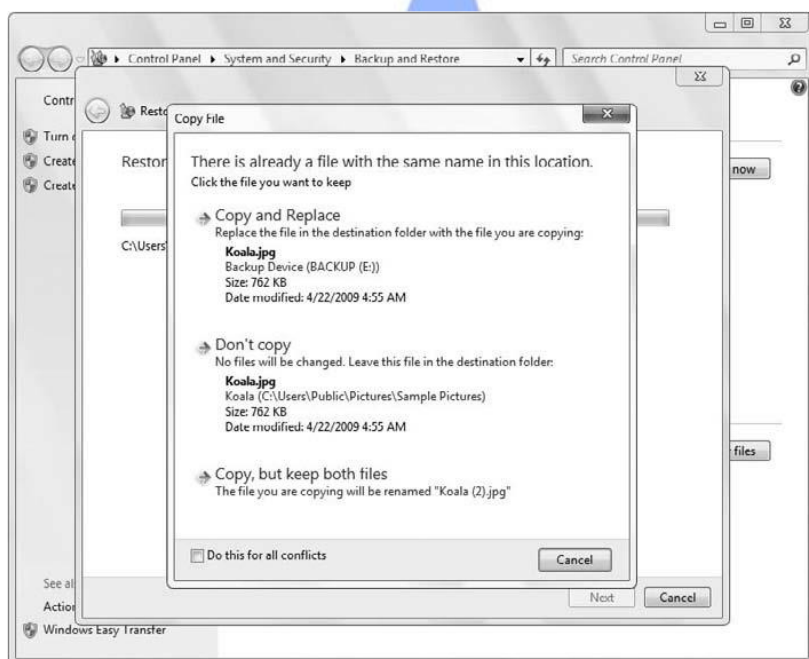 Control Panel ▸ System and Security ▸ Backup and Restore
Search Control Panel
Contr
Turn
Create
Create
Resto
Restor
C:\Users
now
files
Copy File
There is already a file with the same name in this location.
Click the file you want to keep
Copy and Replace
Replace the file in the destination folder with the file you are copying:
Koala.jpg
Backup Device (BACKUP (E:))
Size: 762 KB
Date modified: 4/22/2009 4:55 AM
Don't copy
No files will be changed. Leave this file in the destination folder:
Koala.jpg
Koala (C:\Users\Public\Pictures\Sample Pictures)
Size: 762 KB
Date modified: 4/22/2009 4:55 AM
Copy, but keep both files
The file you are copying will be renamed "Koala (2).jpg"
Do this for all conflicts
Cancel
Next
Cancel
See al
Action
Windows Easy Transfer